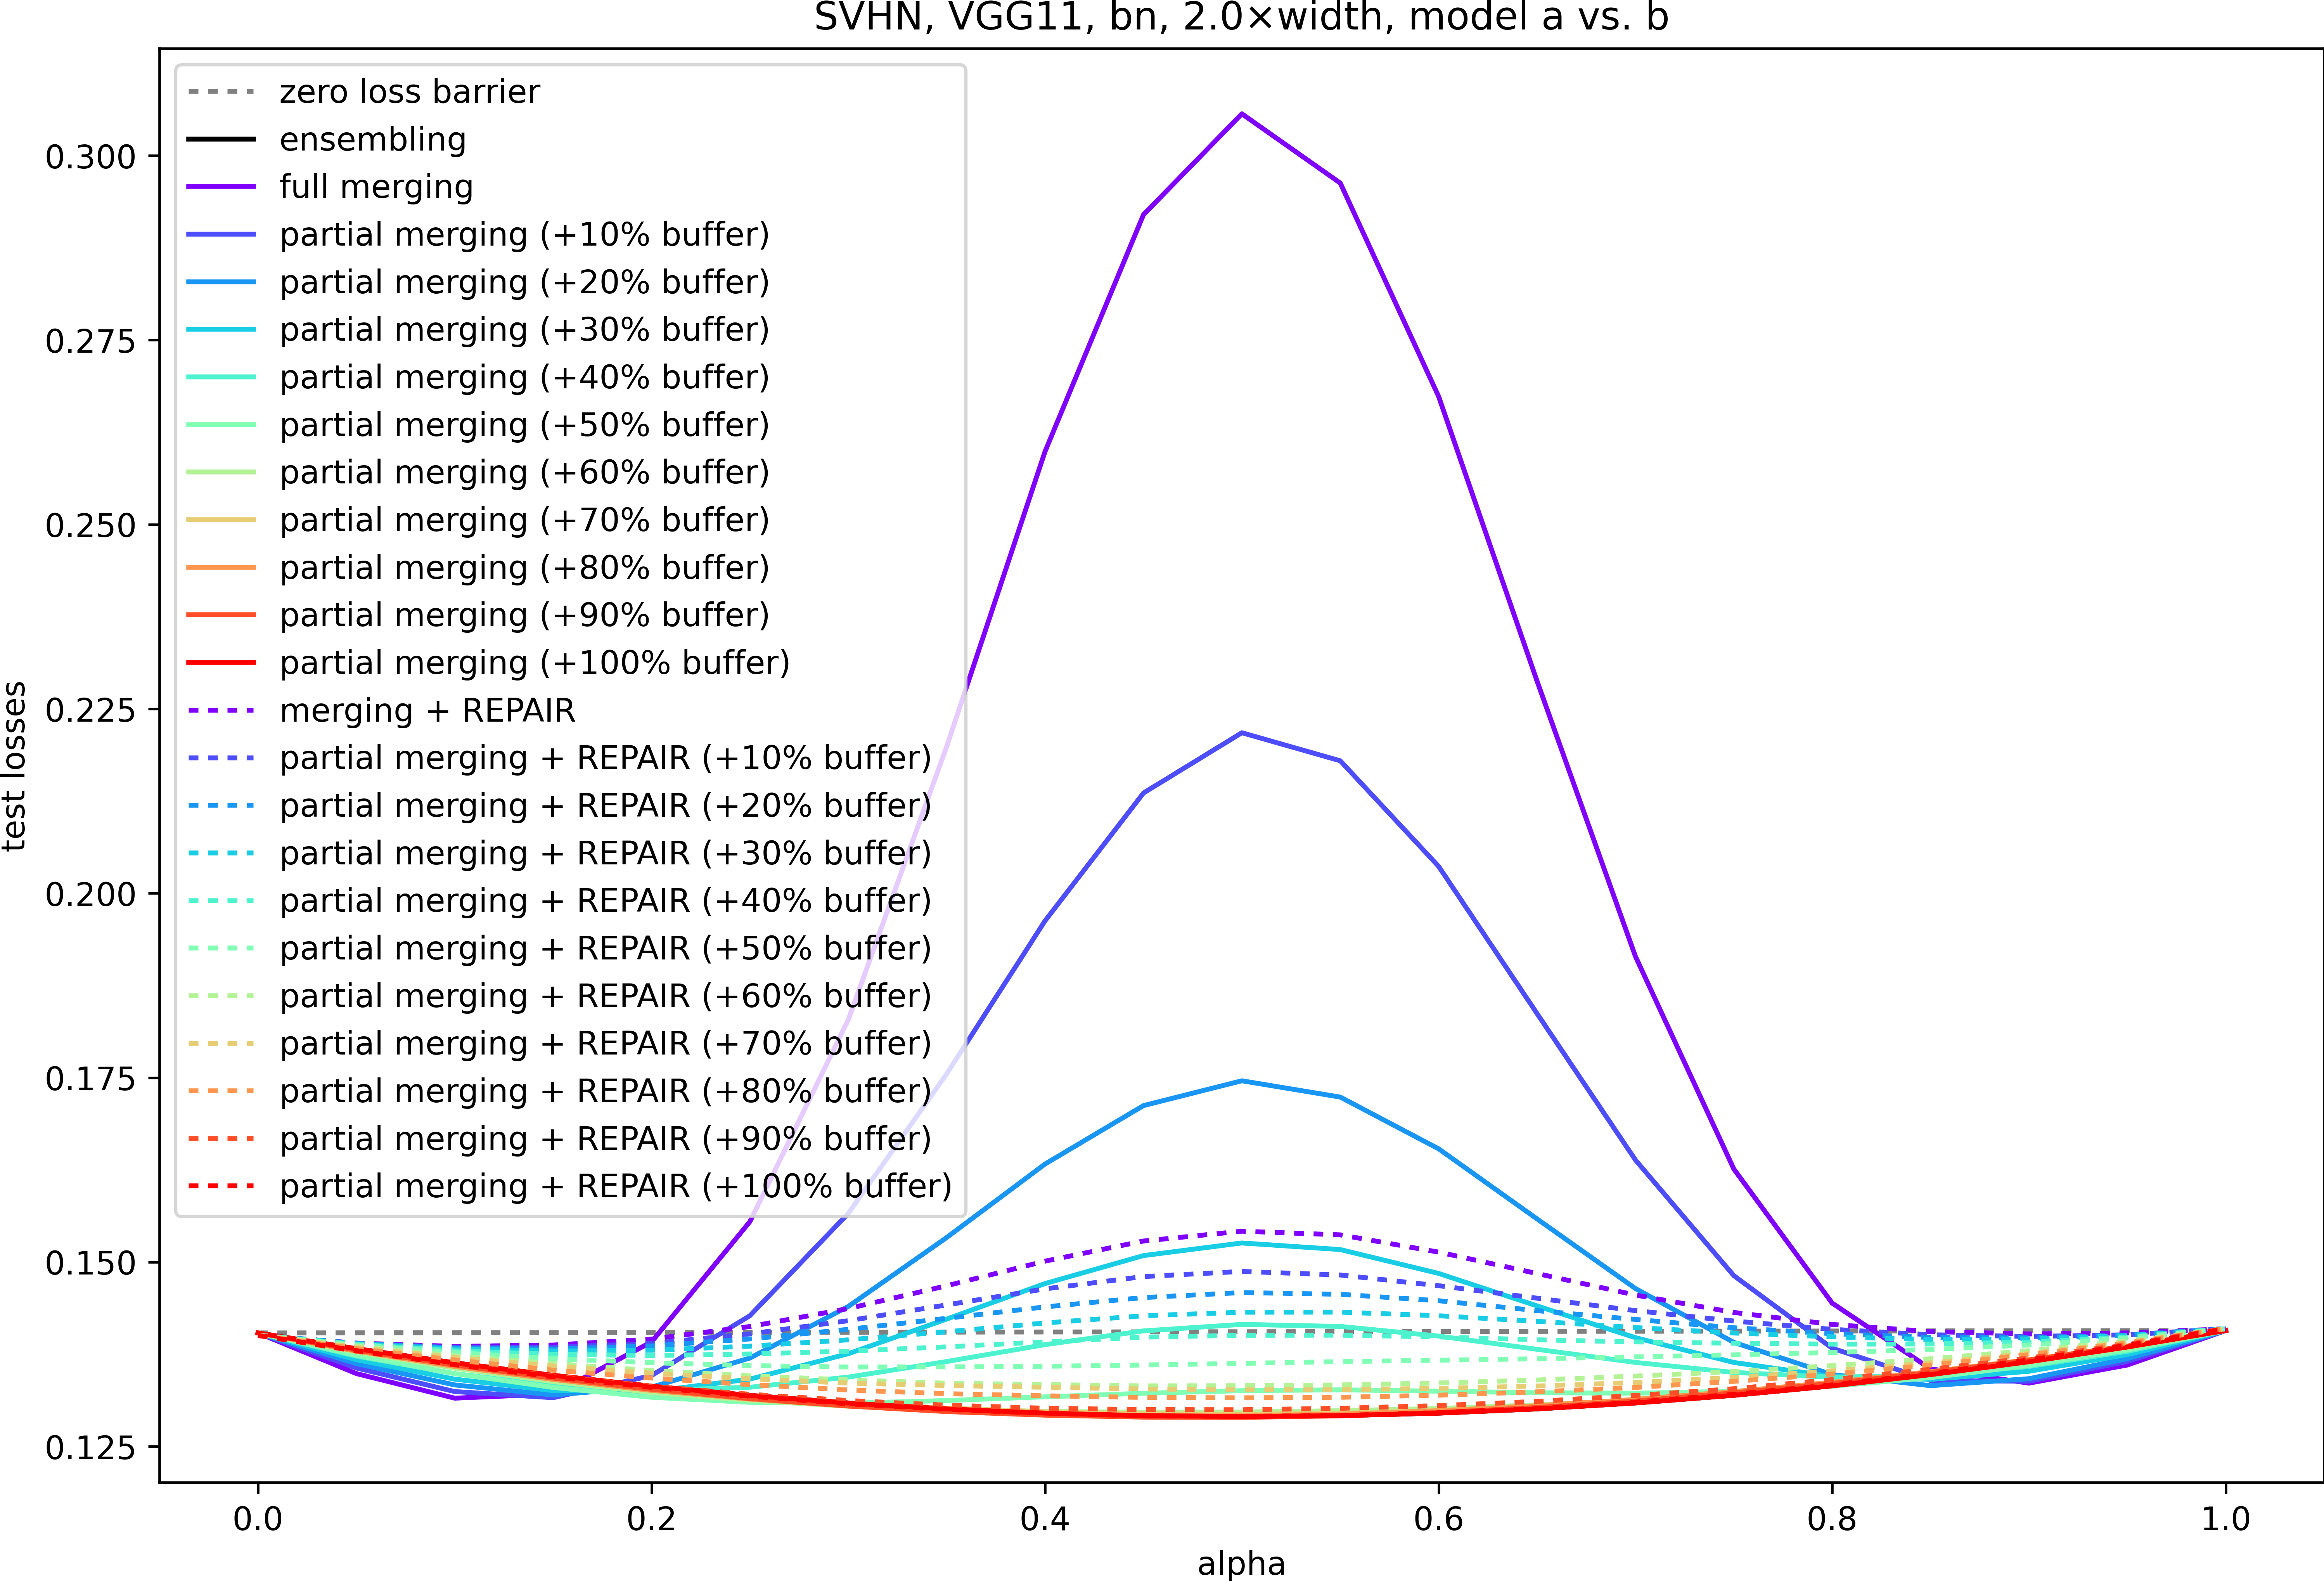 SVHN, VGG11, bn, 2.0×width, model a vs. b
zero loss barrier
ensembling
full merging
partial merging (+10% buffer)
partial merging (+20% buffer)
partial merging (+30% buffer)
partial merging (+40% buffer)
partial merging (+50% buffer)
partial merging (+60% buffer)
partial merging (+70% buffer)
partial merging (+80% buffer)
partial merging (+90% buffer)
partial merging (+100% buffer)
merging + REPAIR
partial merging + REPAIR (+10% buffer)
partial merging + REPAIR (+20% buffer)
partial merging + REPAIR (+30% buffer)
partial merging + REPAIR (+40% buffer)
partial merging + REPAIR (+50% buffer)
partial merging + REPAIR (+60% buffer)
partial merging + REPAIR (+70% buffer)
partial merging + REPAIR (+80% buffer)
partial merging + REPAIR (+90% buffer)
partial merging + REPAIR (+100% buffer)
test losses
0.300
0.275
0.250
0.225
0.200
0.175
0.150
0.125
0.0 0.2 0.4 0.6 0.8 1.0
alpha